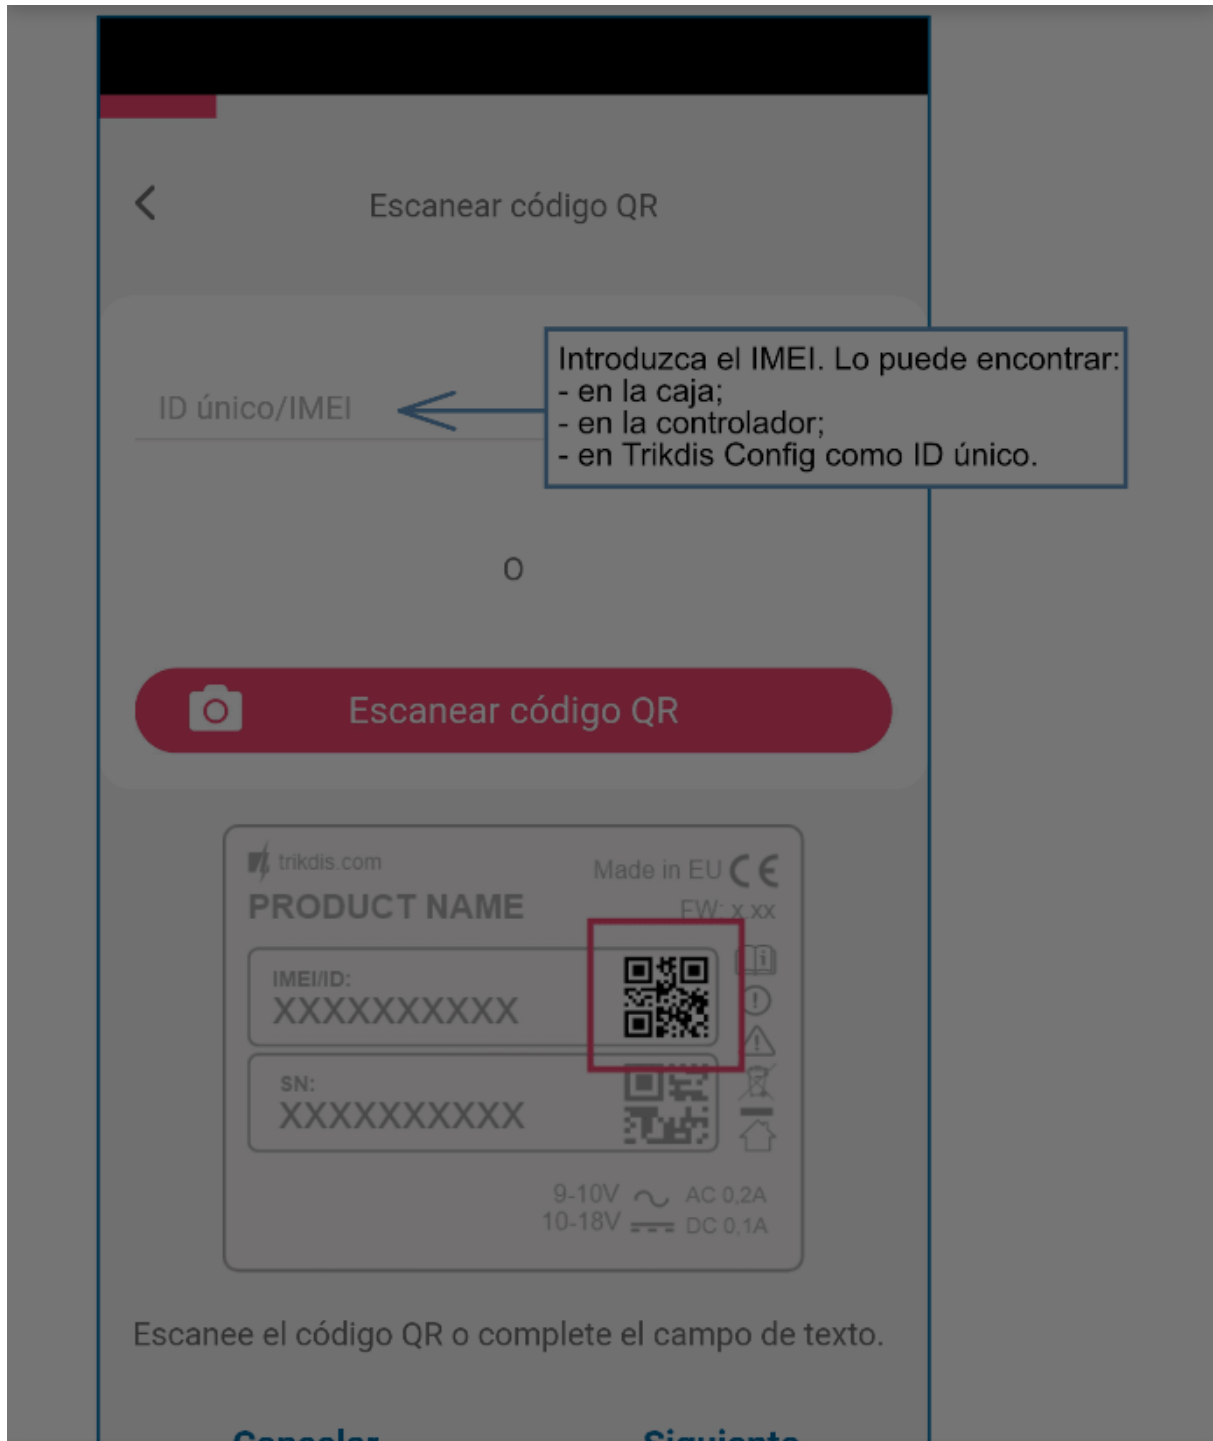 Escanear código QR
Introduzca el IMEI. Lo puede encontrar:
- en la caja;
- en la controlador;
- en Trikdis Config como ID único.
ID único/IMEI
O
Escanear código QR
trikdis.com
Made in EU CE
PRODUCT NAME
FW: x.xx
IMEI/ID:
XXXXXXXXXX
SN:
XXXXXXXXXX
9-10V AC 0,2A
10-18V DC 0,1A
Escanee el código QR o complete el campo de texto.
Cancelar Siguiente